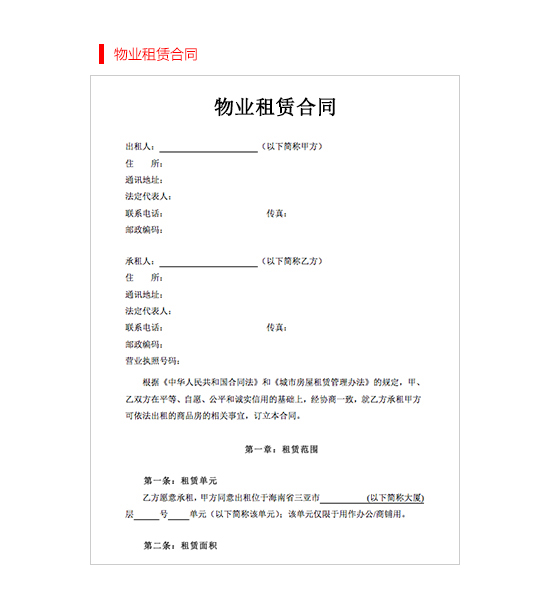 物业租赁合同
物业租赁合同
出租人：____________（以下简称甲方）
住　　所：
通讯地址：
法定代表人：
联系电话：　　　　　　　　　　传真：
邮政编码：
承租人：____________（以下简称乙方）
住　　所：
通讯地址：
法定代表人：
联系电话：　　　　　　　　　　传真：
邮政编码：
营业执照号码：
根据《中华人民共和国合同法》和《城市房屋租赁管理办法》的规定，甲、
乙双方在平等、自愿、公平和诚实信用的基础上，经协商一致，就乙方承租甲方
可依法出租的商品房的相关事宜，订立本合同。
第一章：租赁范围
第一条：租赁单元
乙方愿意承租，甲方同意出租位于海南省三亚市__________(以下简称大厦)
层_____号____单元（以下简称该单元）；该单元仅限于用作办公/商铺用。
第二条：租赁面积